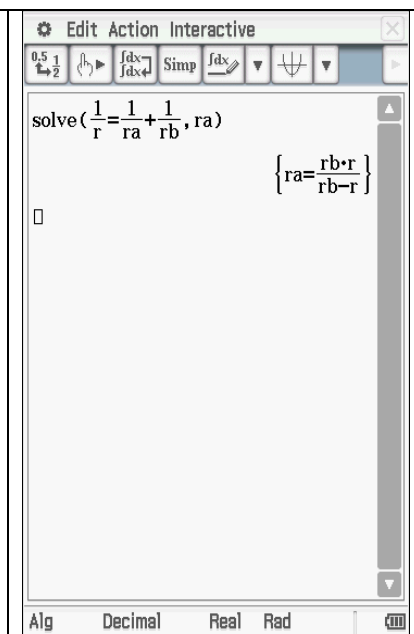 Edit Action Interactive
0.5 1/2 ∫dx ∫dx Simp ∫dx
solve(1/r=1/ra+1/rb,ra)
{ra=rb·r/rb−r}
Alg Decimal Real Rad